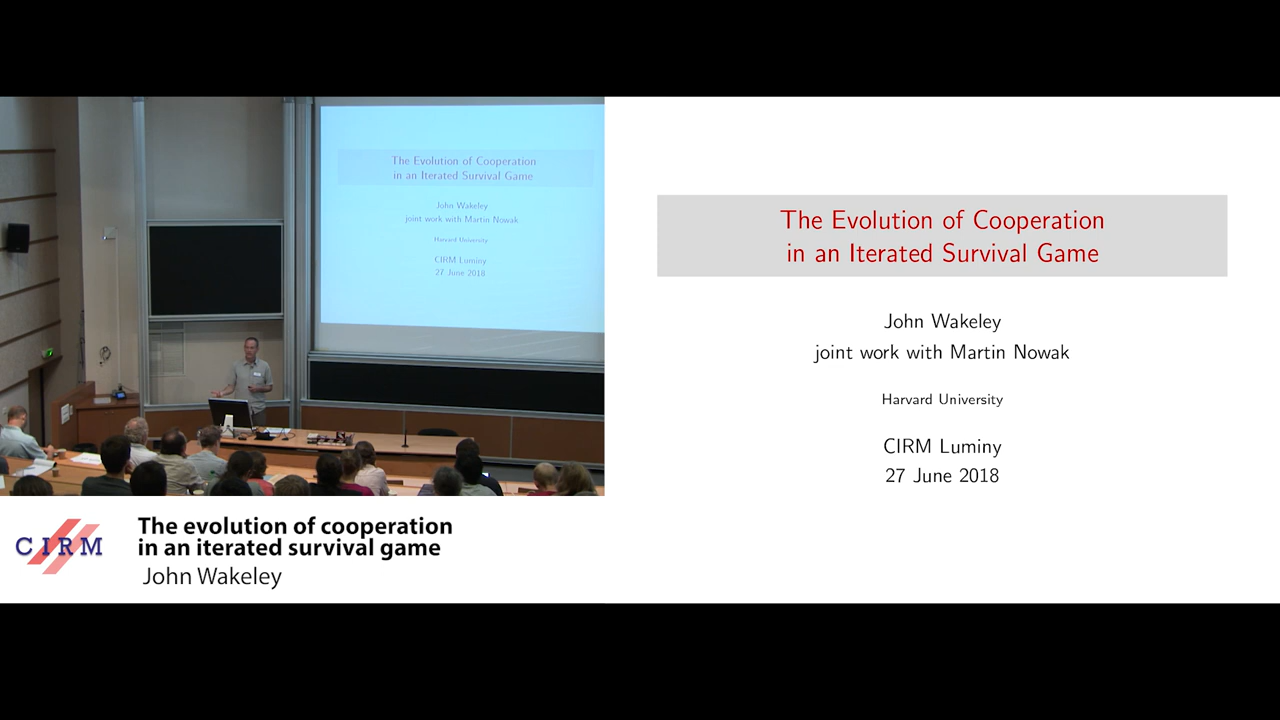 The Evolution of Cooperation
in an Iterated Survival Game
John Wakeley
joint work with Martin Nowak
Harvard University
CIRM Luminy
27 June 2018
The Evolution of Cooperation
in an Iterated Survival Game
John Wakeley
joint work with Martin Nowak
Harvard University
CIRM Luminy
27 June 2018
CIRM
The evolution of cooperation
in an iterated survival game
John Wakeley